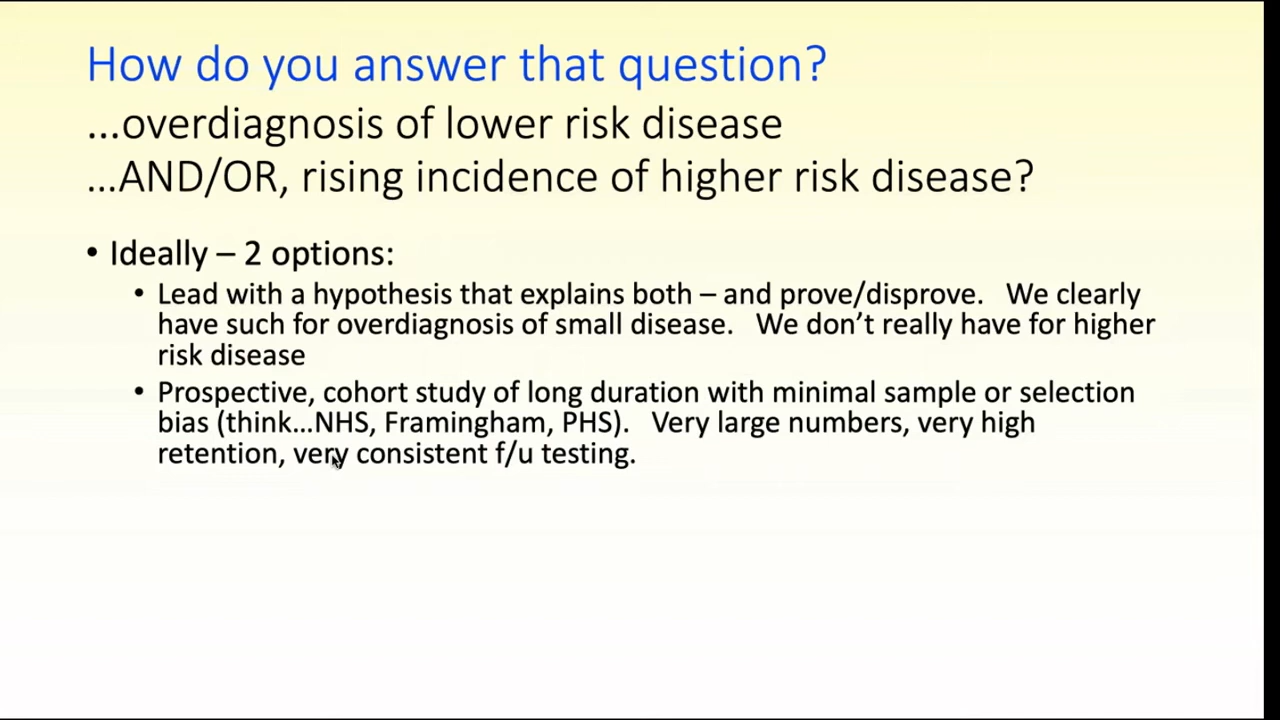 How do you answer that question?
...overdiagnosis of lower risk disease
...AND/OR, rising incidence of higher risk disease?
• Ideally – 2 options:
• Lead with a hypothesis that explains both – and prove/disprove. We clearly
have such for overdiagnosis of small disease. We don’t really have for higher
risk disease
• Prospective, cohort study of long duration with minimal sample or selection
bias (think…NHS, Framingham, PHS). Very large numbers, very high
retention, very consistent f/u testing.